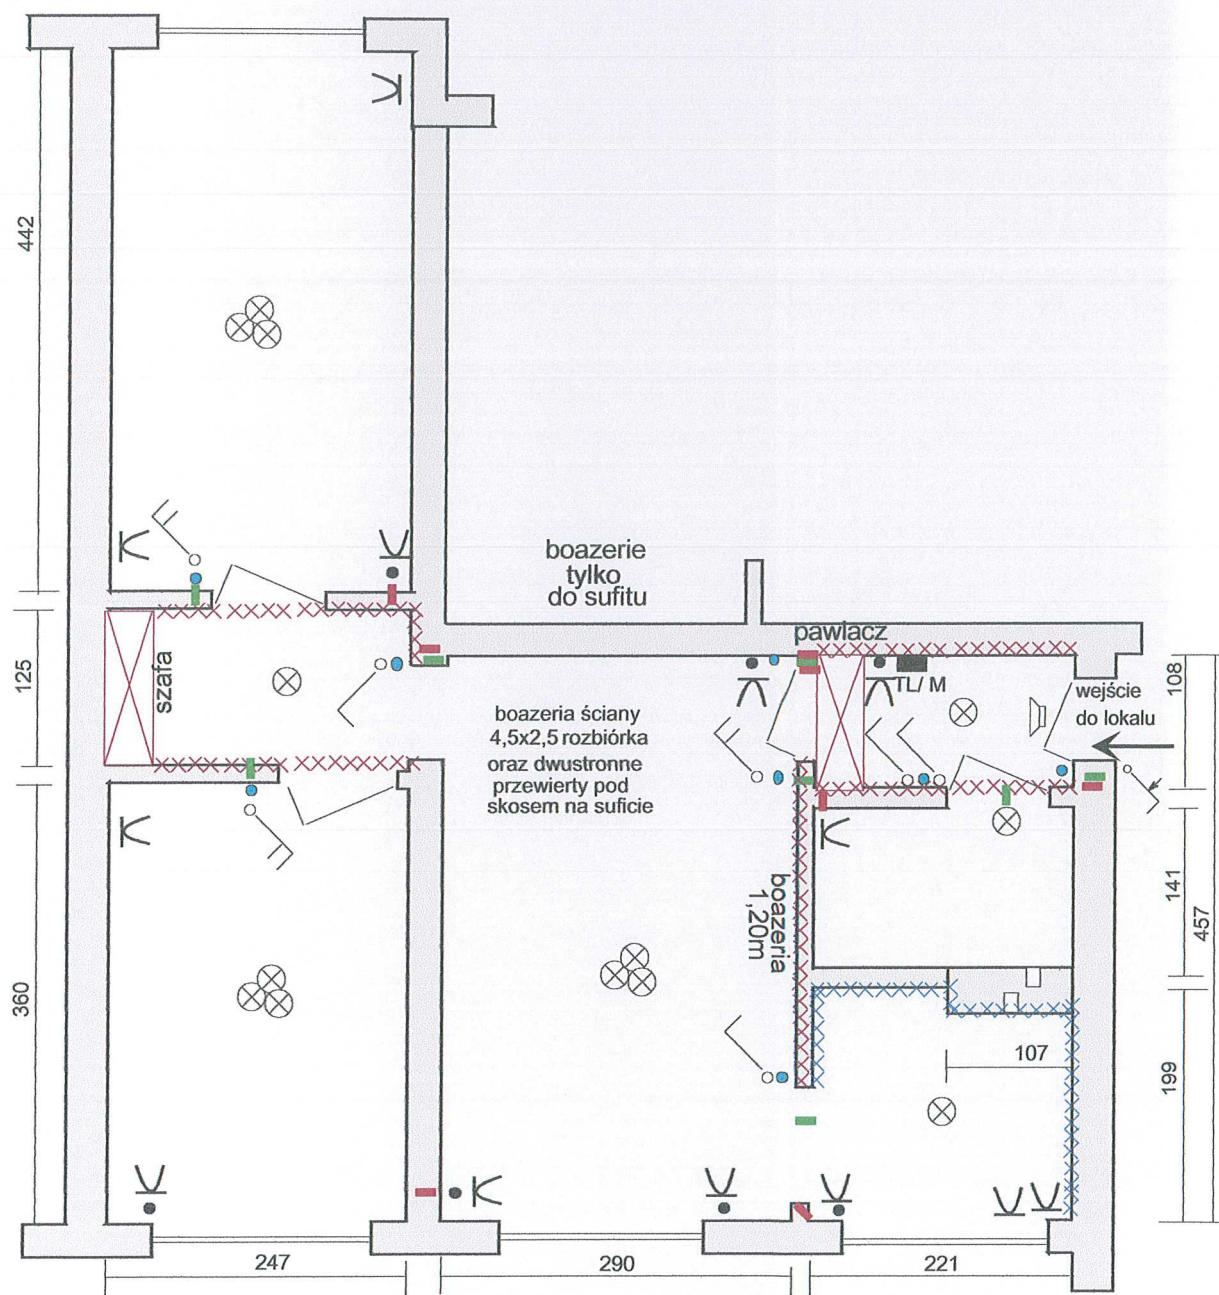 442
boazerie
tylko
do sufitu
pawlacz
szafa
125
TL/ M
wejście
do lokalu
108
boazeria ściany
4,5x2,5 rozbiórka
oraz dwustronne
przewierty pod
skosem na suficie
boazeria
1,20m
141
457
360
107
199
247
290
221